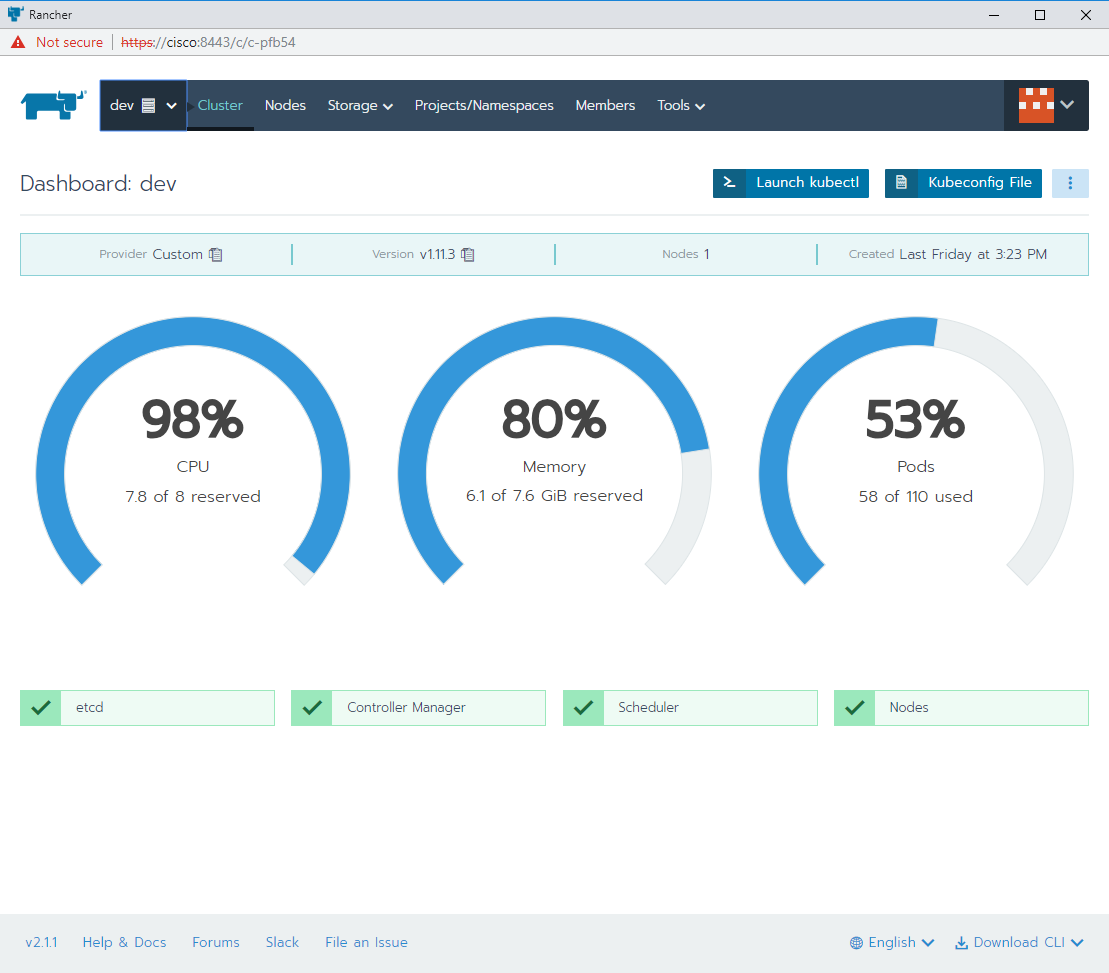 Rancher
Not secure https://cisco:8443/c/c-pfb54
dev Cluster Nodes Storage Projects/Namespaces Members Tools
Dashboard: dev
Launch kubectl
Kubeconfig File
Provider Custom
Version v1.11.3
Nodes 1
Created Last Friday at 3:23 PM
98%
CPU
7.8 of 8 reserved
80%
Memory
6.1 of 7.6 GiB reserved
53%
Pods
58 of 110 used
etcd
Controller Manager
Scheduler
Nodes
v2.1.1 Help & Docs Forums Slack File an Issue English Download CLI